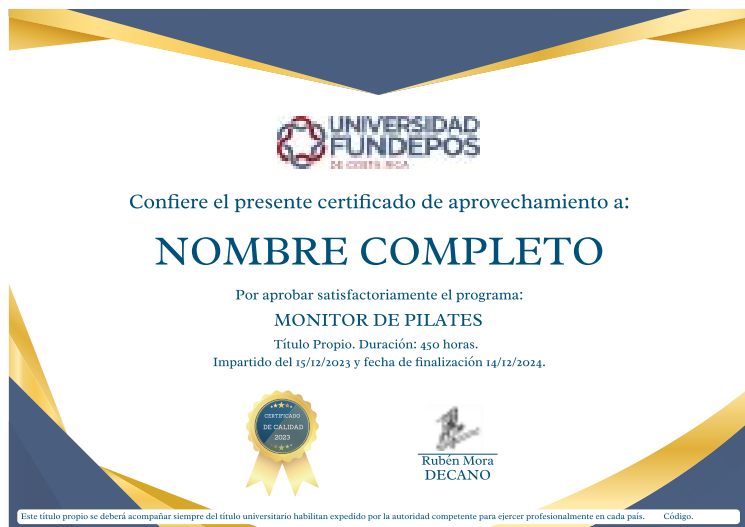 UNIVERSIDAD
FUNDEPOS
DE COSTA RICA
Confiere el presente certificado de aprovechamiento a:
NOMBRE COMPLETO
Por aprobar satisfactoriamente el programa:
MONITOR DE PILATES
Título Propio. Duración: 450 horas.
Impartido del 15/12/2023 y fecha de finalización 14/12/2024.
CERTIFICADO
DE CALIDAD
2023
Rubén Mora
DECANO
Este título propio se deberá acompañar siempre del título universitario habilitan expedido por la autoridad competente para ejercer profesionalmente en cada país. Código.